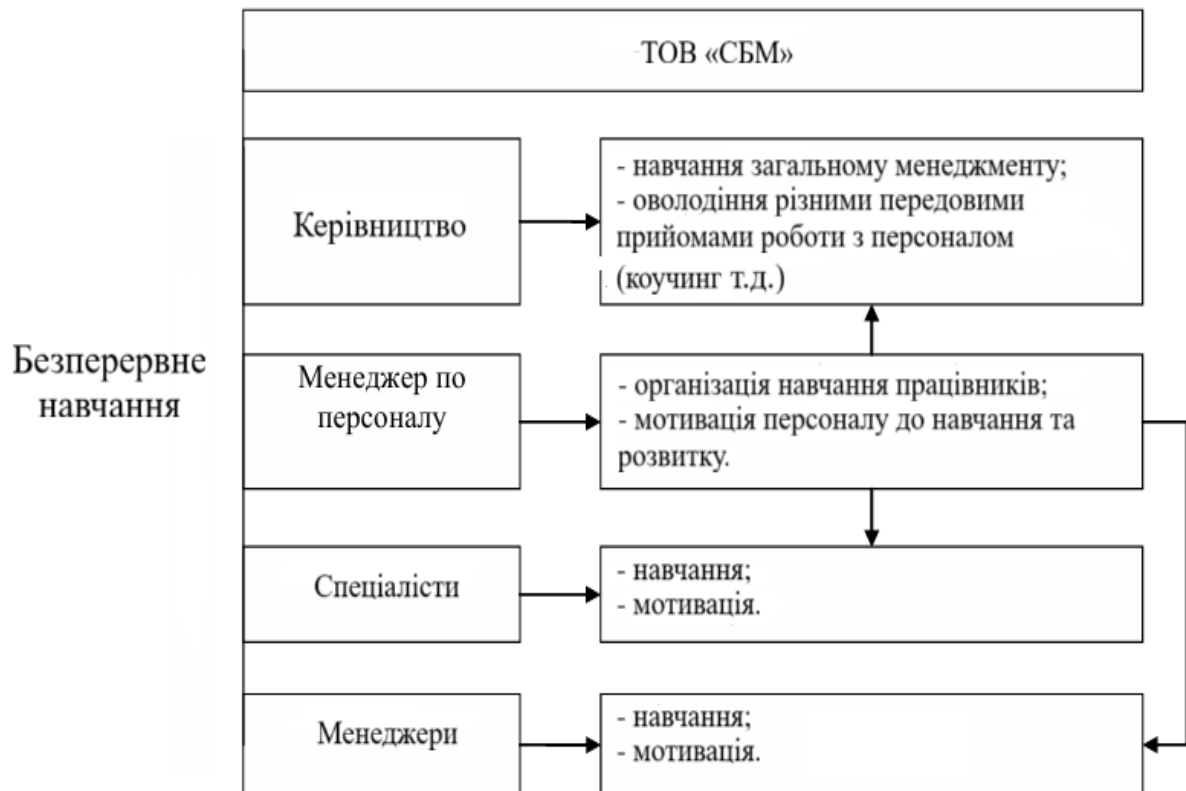 ТОВ «СБМ»
Безперервне
навчання
Керівництво
- навчання загальному менеджменту;
- оволодіння різними передовими
прийомами роботи з персоналом
(коучинг т.д.)
Менеджер по
персоналу
- організація навчання працівників;
- мотивація персоналу до навчання та
розвитку.
Спеціалісти
- навчання;
- мотивація.
Менеджери
- навчання;
- мотивація.